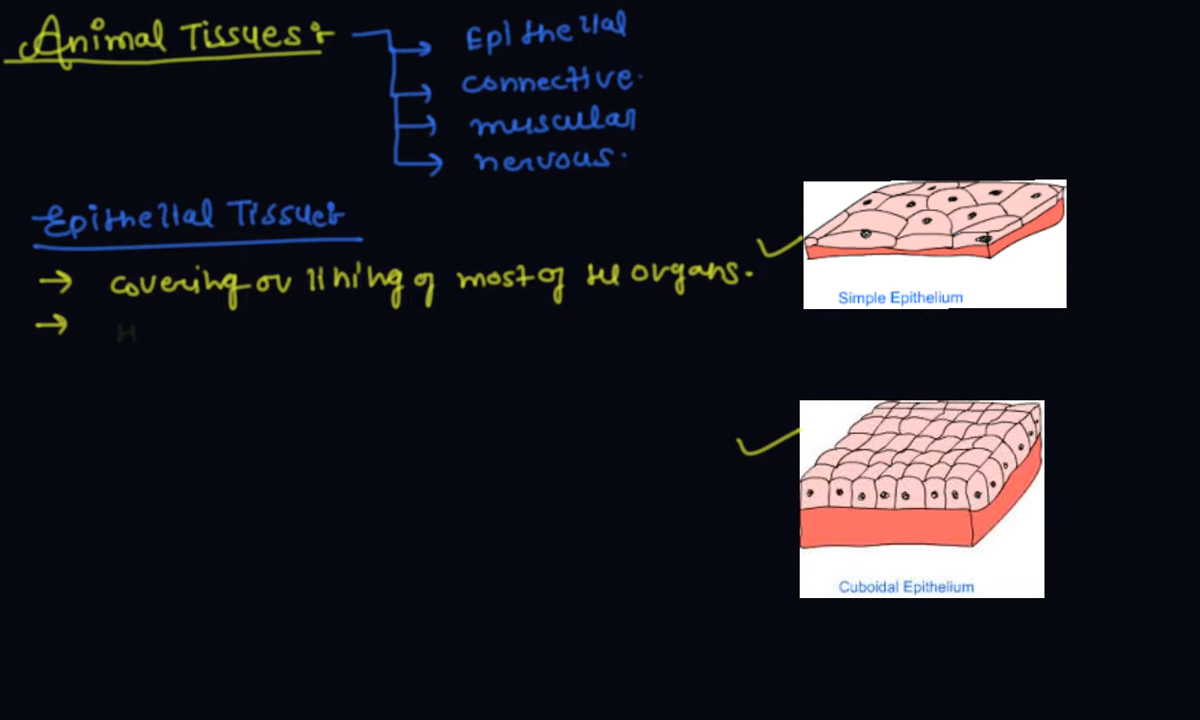 Animal Tissues:
→ Epithelial
→ connective.
→ muscular
→ nervous.
Epithelial Tissues
→ covering or lining of most of the organs.
→
Simple Epithelium
Cuboidal Epithelium